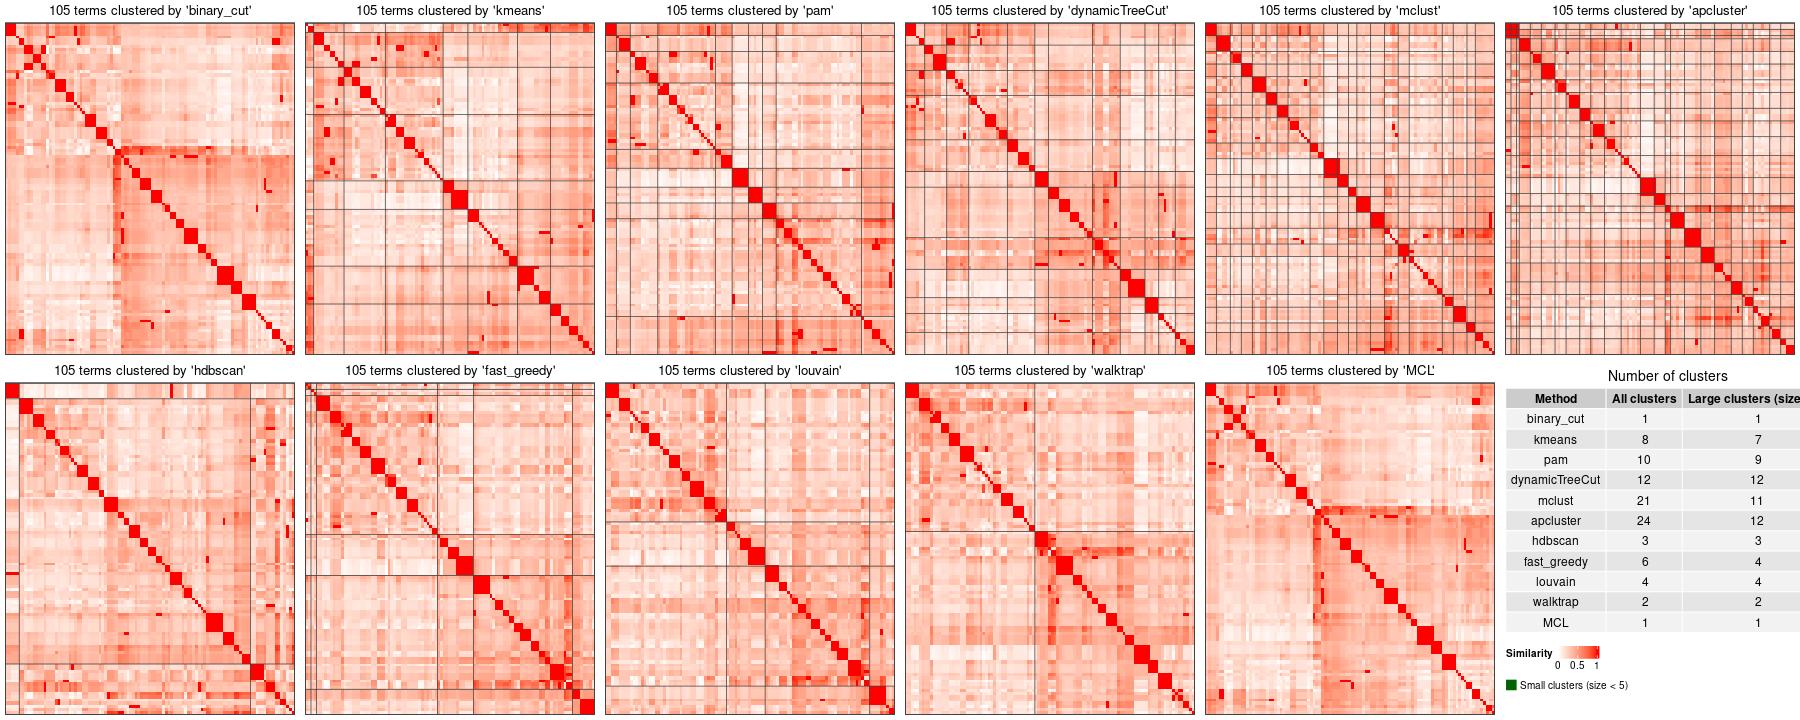 105 terms clustered by 'binary_cut'
105 terms clustered by 'kmeans'
105 terms clustered by 'pam'
105 terms clustered by 'dynamicTreeCut'
105 terms clustered by 'mclust'
105 terms clustered by 'apcluster'
105 terms clustered by 'hdbscan'
105 terms clustered by 'fast_greedy'
105 terms clustered by 'louvain'
105 terms clustered by 'walktrap'
105 terms clustered by 'MCL'
Number of clusters
Method All clusters Large clusters (size
binary_cut 1 1
kmeans 8 7
pam 10 9
dynamicTreeCut 12 12
mclust 21 11
apcluster 24 12
hdbscan 3 3
fast_greedy 6 4
louvain 4 4
walktrap 2 2
MCL 1 1
Similarity
0 0.5 1
Small clusters (size < 5)